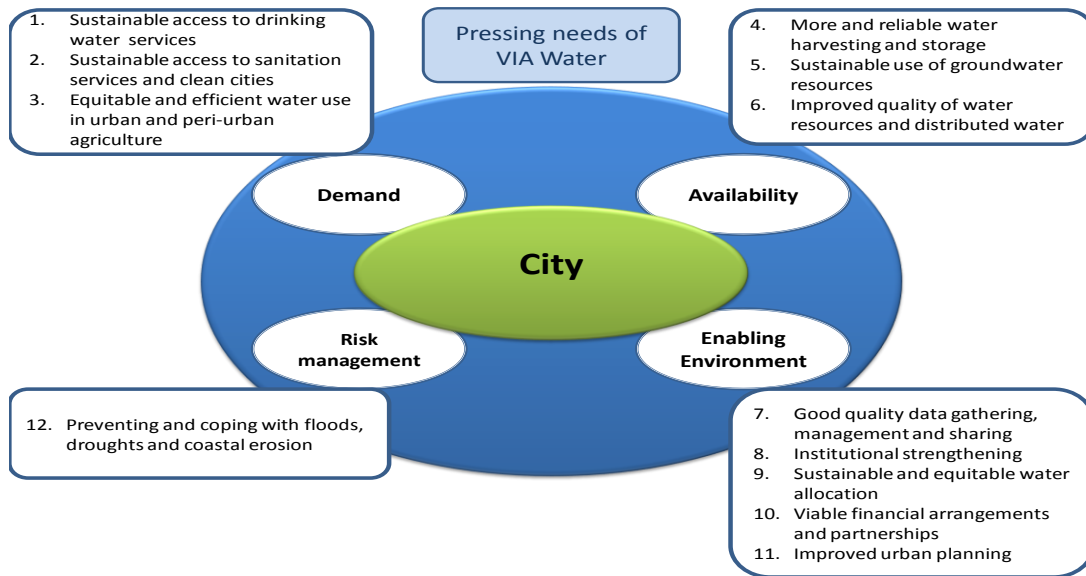 Pressing needs of
VIA Water
1. Sustainable access to drinking
water services
2. Sustainable access to sanitation
services and clean cities
3. Equitable and efficient water use
in urban and peri-urban
agriculture
4. More and reliable water
harvesting and storage
5. Sustainable use of groundwater
resources
6. Improved quality of water
resources and distributed water
Demand
Availability
City
Risk
management
Enabling
Environment
12. Preventing and coping with floods,
droughts and coastal erosion
7. Good quality data gathering,
management and sharing
8. Institutional strengthening
9. Sustainable and equitable water
allocation
10. Viable financial arrangements
and partnerships
11. Improved urban planning